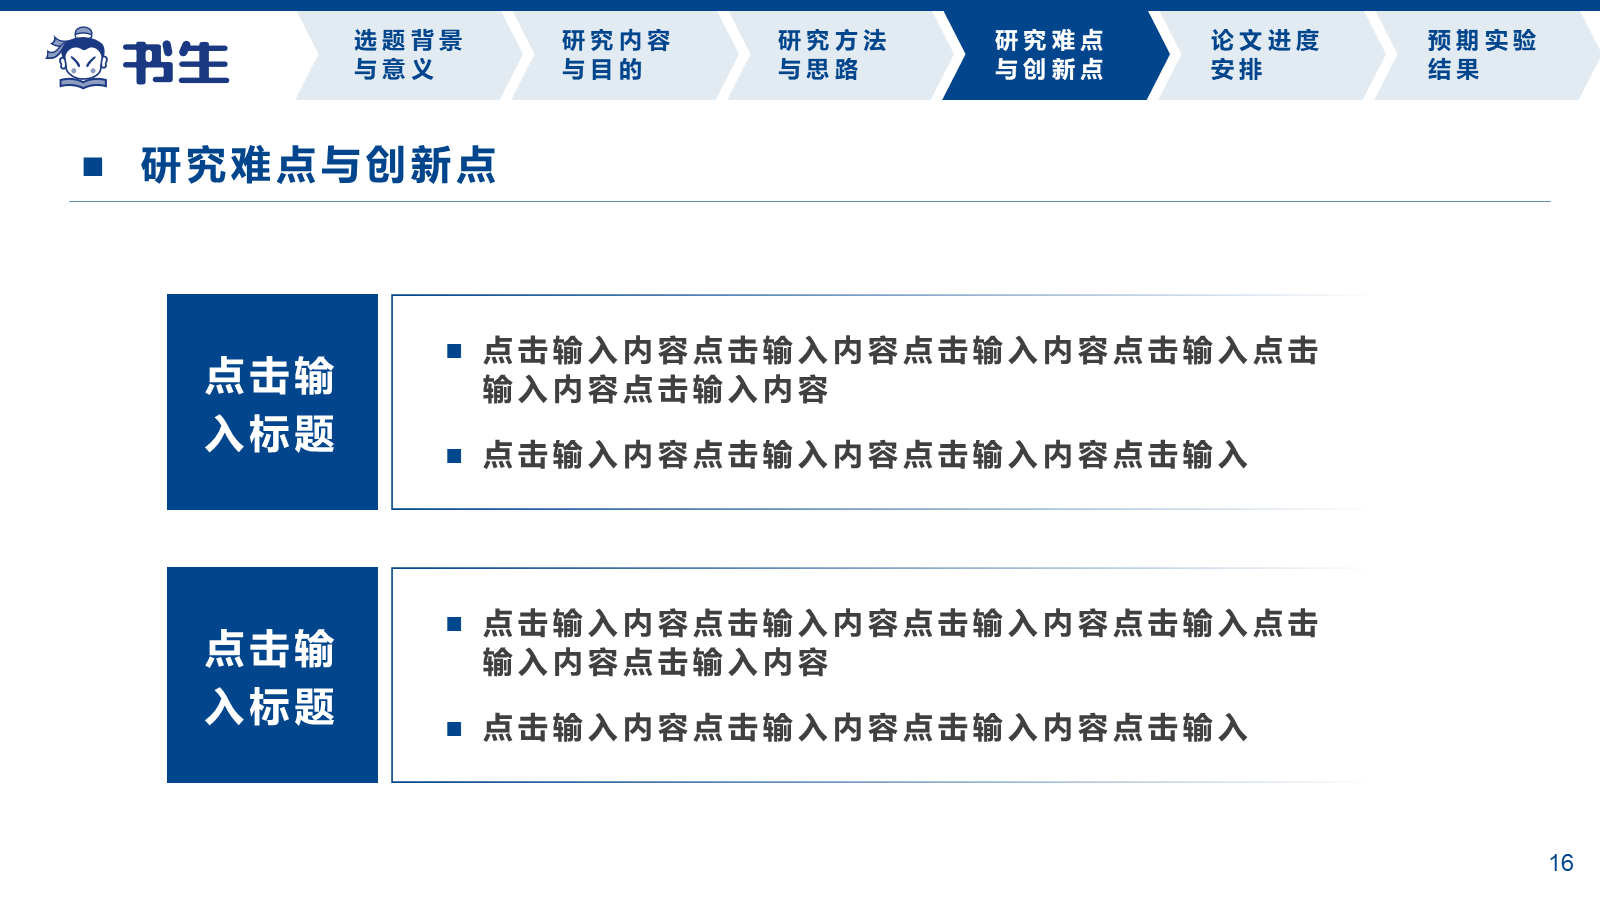 书生
选题背景
与意义
研究内容
与目的
研究方法
与思路
研究难点
与创新点
论文进度
安排
预期实验
结果
研究难点与创新点
点击输
入标题
点击输入内容点击输入内容点击输入内容点击输入点击
输入内容点击输入内容
点击输入内容点击输入内容点击输入内容点击输入
点击输
入标题
点击输入内容点击输入内容点击输入内容点击输入点击
输入内容点击输入内容
点击输入内容点击输入内容点击输入内容点击输入
16